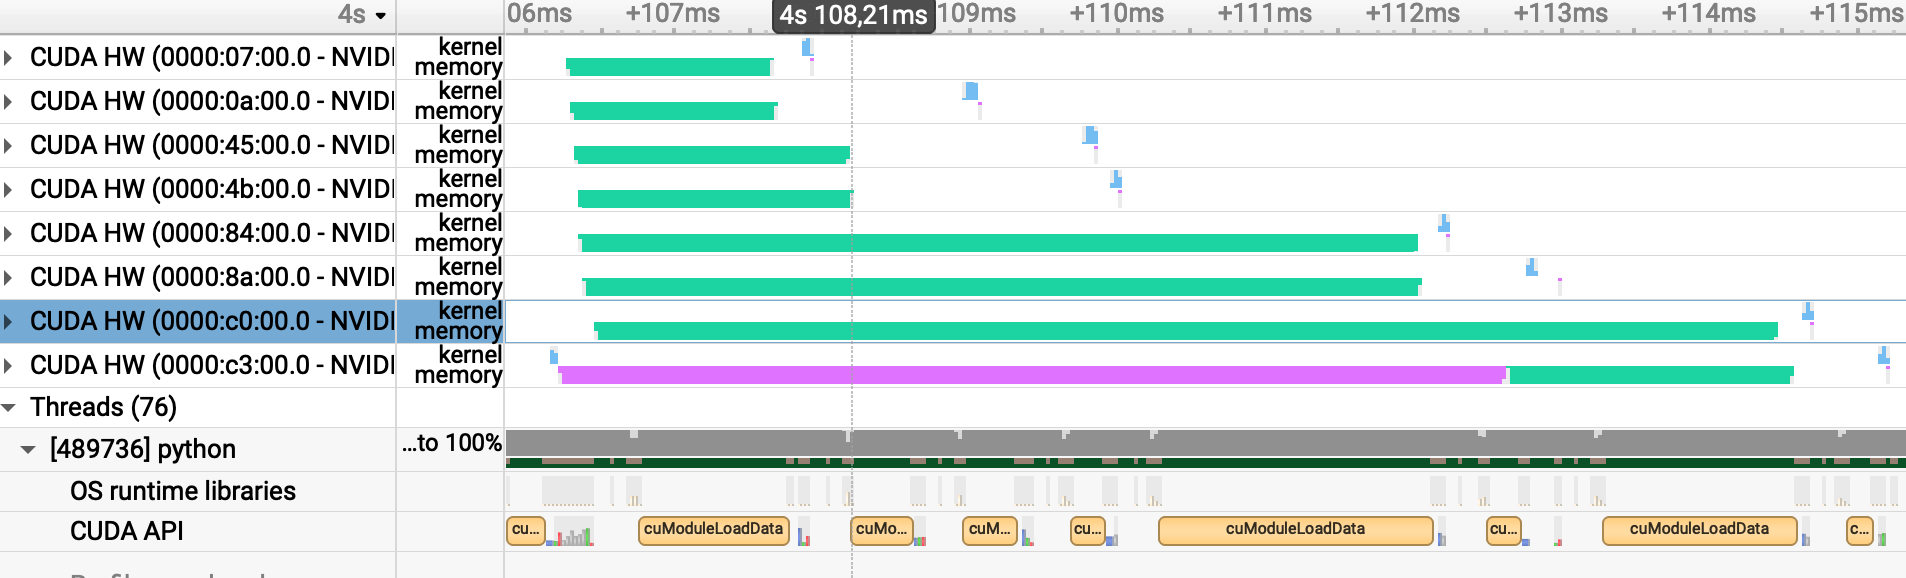 4s 06ms +107ms 4s 108,21ms 109ms +110ms +111ms +112ms +113ms +114ms +115ms
CUDA HW (0000:07:00.0 - NVIDI kernel
memory
CUDA HW (0000:0a:00.0 - NVIDI kernel
memory
CUDA HW (0000:45:00.0 - NVIDI kernel
memory
CUDA HW (0000:4b:00.0 - NVIDI kernel
memory
CUDA HW (0000:84:00.0 - NVIDI kernel
memory
CUDA HW (0000:8a:00.0 - NVIDI kernel
memory
CUDA HW (0000:c0:00.0 - NVIDI kernel
memory
CUDA HW (0000:c3:00.0 - NVIDI kernel
memory
Threads (76)
[489736] python ...to 100%
OS runtime libraries
CUDA API cu... cuModuleLoadData cuMo... cuM... cu... cuModuleLoadData cu... cuModuleLoadData c...